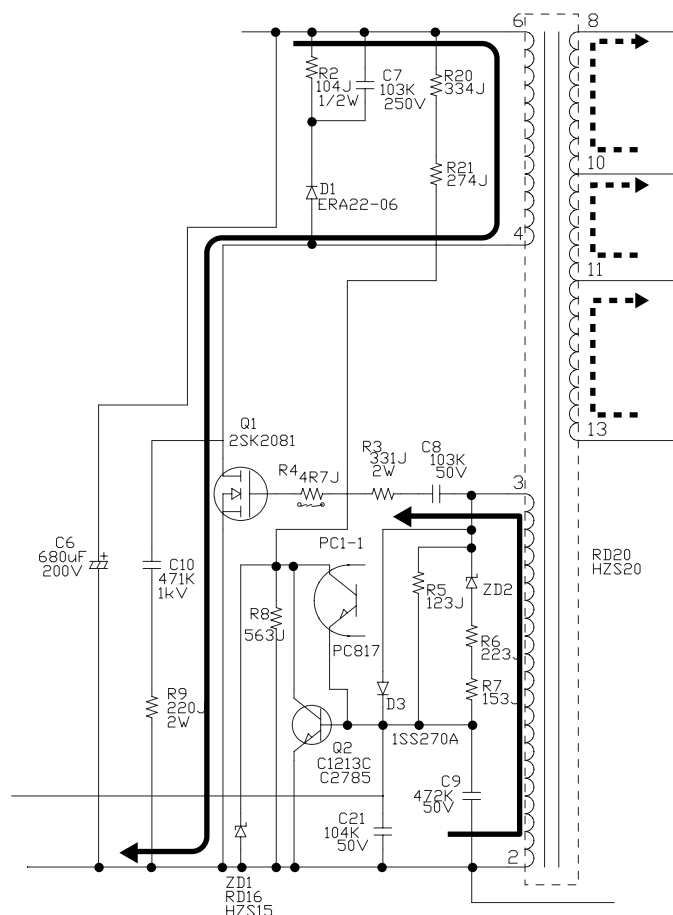 6
8
R2
104J
1/2W
C7
103K
250V
R20
334J
R21
274J
10
D1
ERA22-06
4
11
13
Q1
2SK2081
R3
331J
2W
C8
103K
50V
R4
4R7J
3
C6
680uF
200V
+
C10
471K
1kV
PC1-1
R8
563J
PC817
R5
123J
ZD2
RD20
HZS20
R6
223J
R7
153J
R9
220J
2W
D3
1SS270A
Q2
C1213C
C2785
C9
472K
50V
C21
104K
50V
2
ZD1
RD16
HZS15